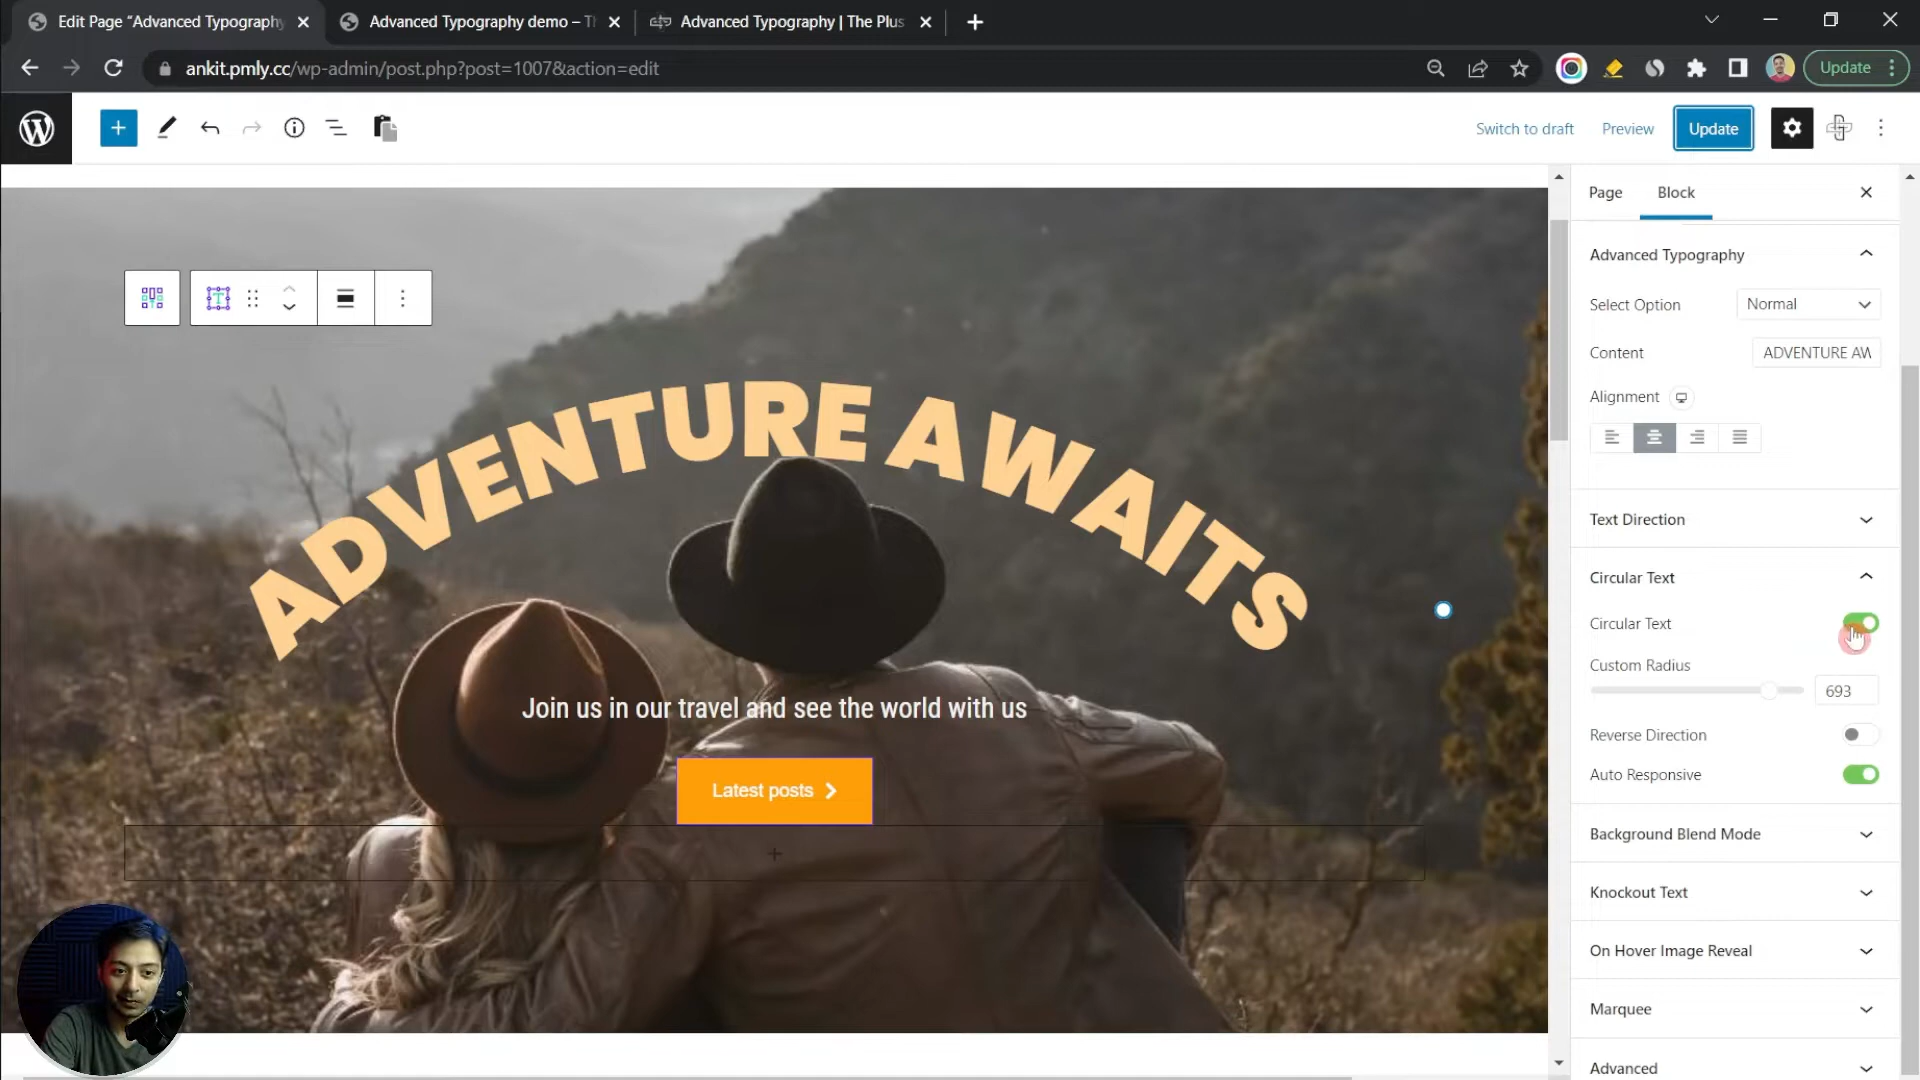 Edit Page “Advanced Typography
Advanced Typography demo – Th
Advanced Typography | The Plus
ankit.pmly.cc/wp-admin/post.php?post=1007&action=edit
Update
Switch to draft
Preview
Update
Page
Block
Advanced Typography
Select Option
Normal
Content
ADVENTURE AW
Alignment
Text Direction
Circular Text
Circular Text
Custom Radius
693
Reverse Direction
Auto Responsive
Background Blend Mode
Knockout Text
On Hover Image Reveal
Marquee
Advanced
ADVENTURE AWAITS
Join us in our travel and see the world with us
Latest posts